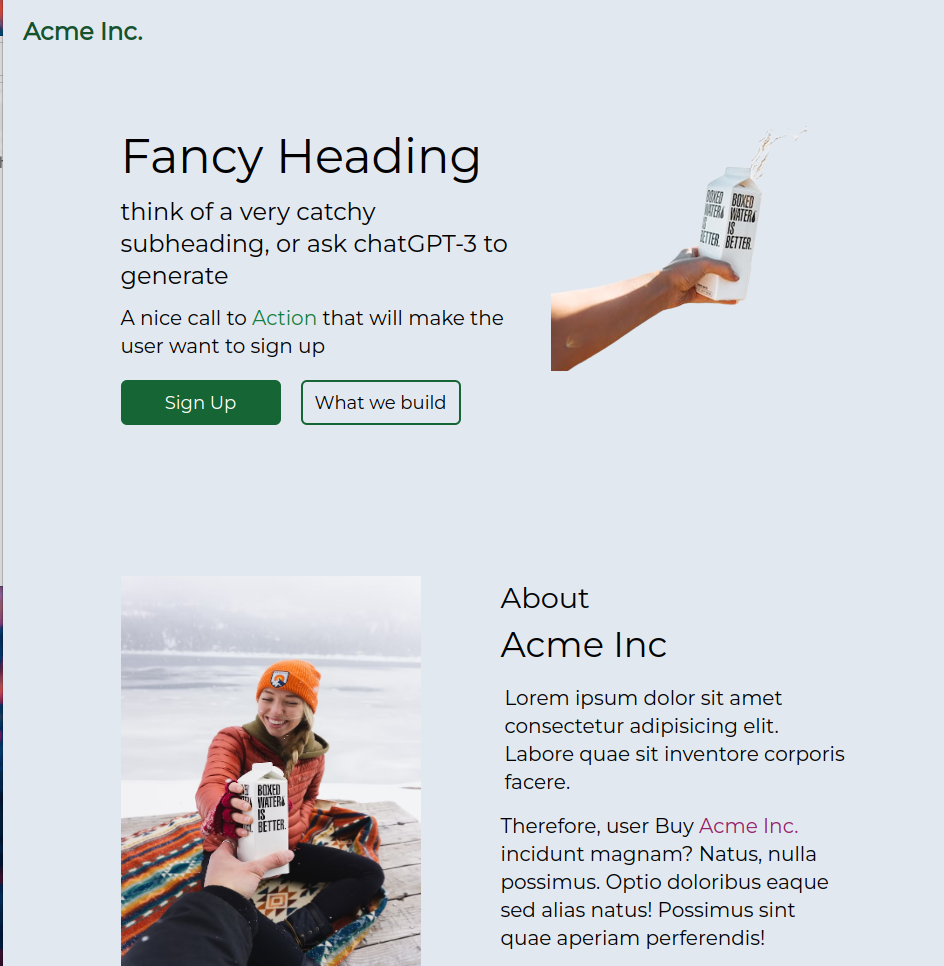 Acme Inc.
Fancy Heading
think of a very catchy
subheading, or ask chatGPT-3 to
generate
A nice call to Action that will make the
user want to sign up
Sign Up
What we build
BOXED
WATER
IS
BETTER.
BOXED
WATER
IS
BETTER.
About
Acme Inc
Lorem ipsum dolor sit amet
consectetur adipisicing elit.
Labore quae sit inventore corporis
facere.
Therefore, user Buy Acme Inc.
incidunt magnam? Natus, nulla
possimus. Optio doloribus eaque
sed alias natus! Possimus sint
quae aperiam perferendis!
BOXED
WATER
IS
BETTER.